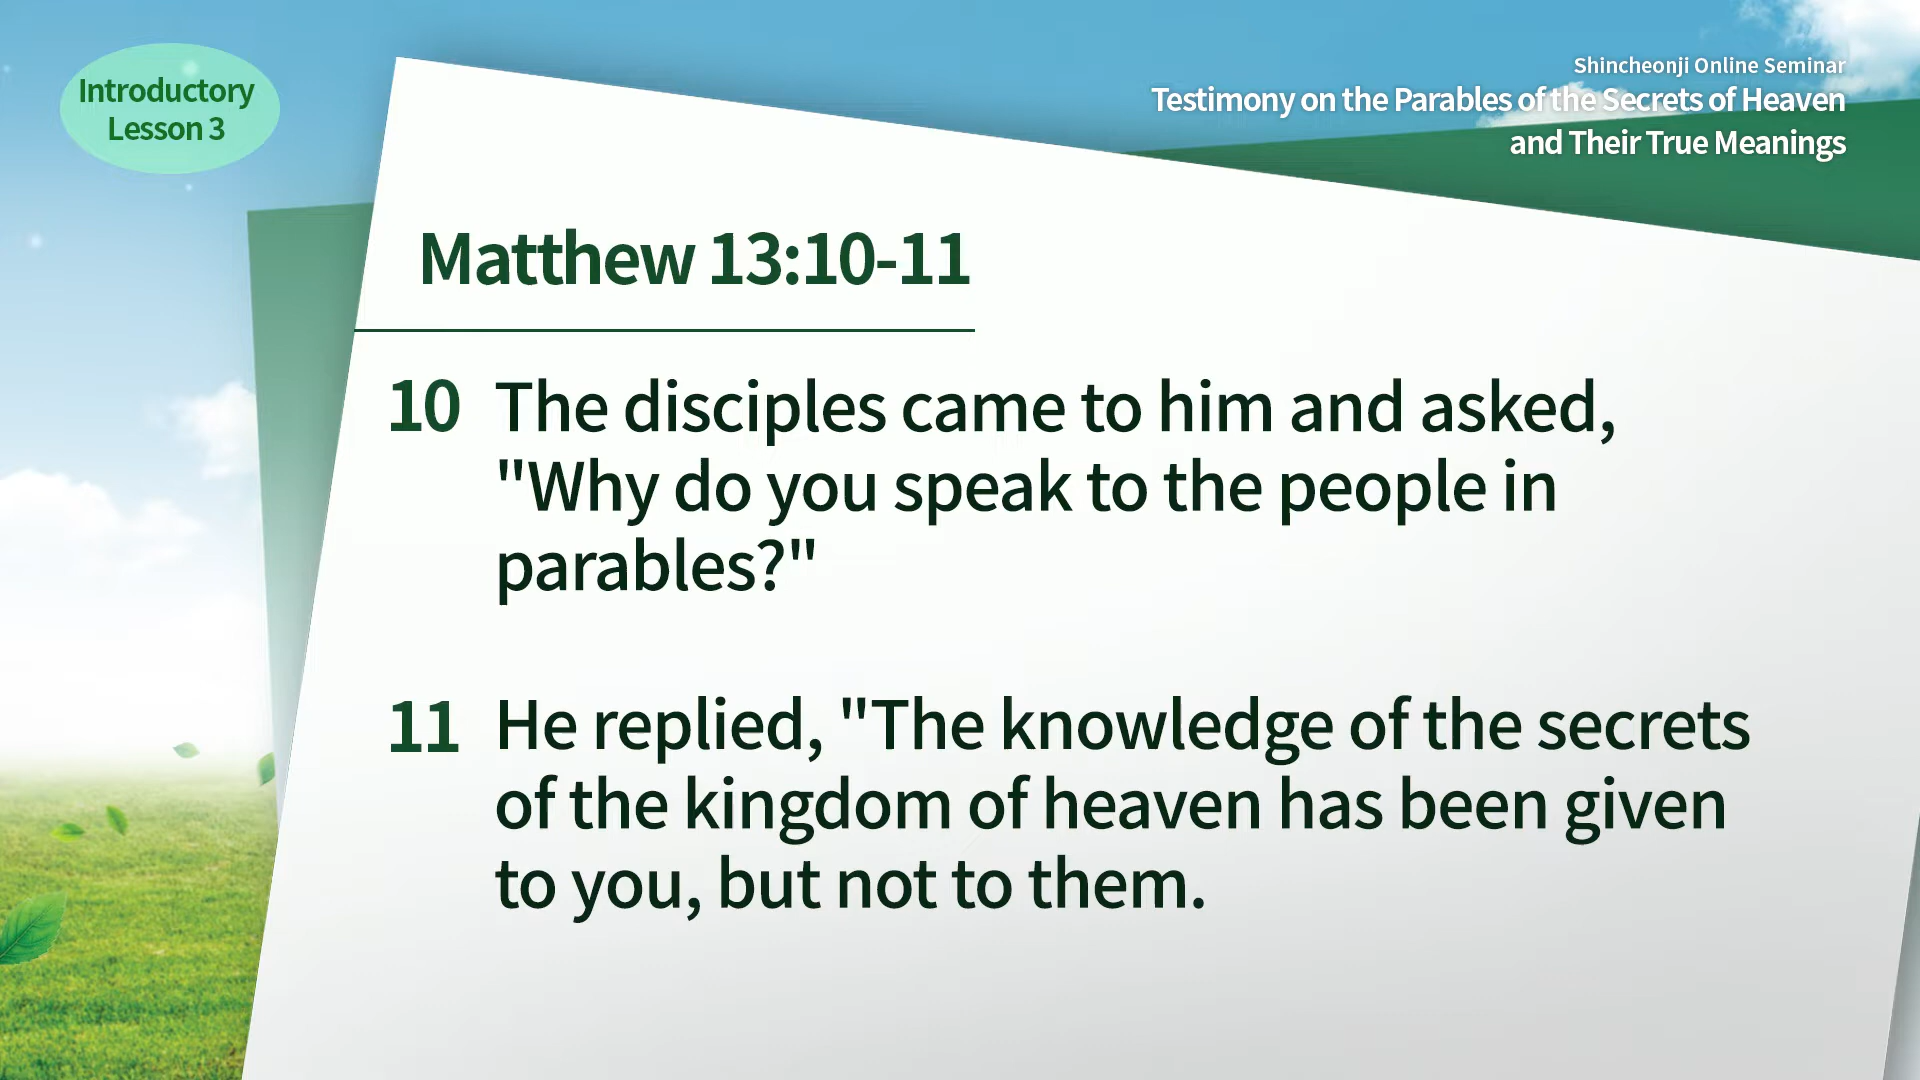 Introductory
Lesson 3
Shincheonji Online Seminar
Testimony on the Parables of the Secrets of Heaven
and Their True Meanings
Matthew 13:10-11
10 The disciples came to him and asked,
"Why do you speak to the people in
parables?"
11 He replied, "The knowledge of the secrets
of the kingdom of heaven has been given
to you, but not to them.